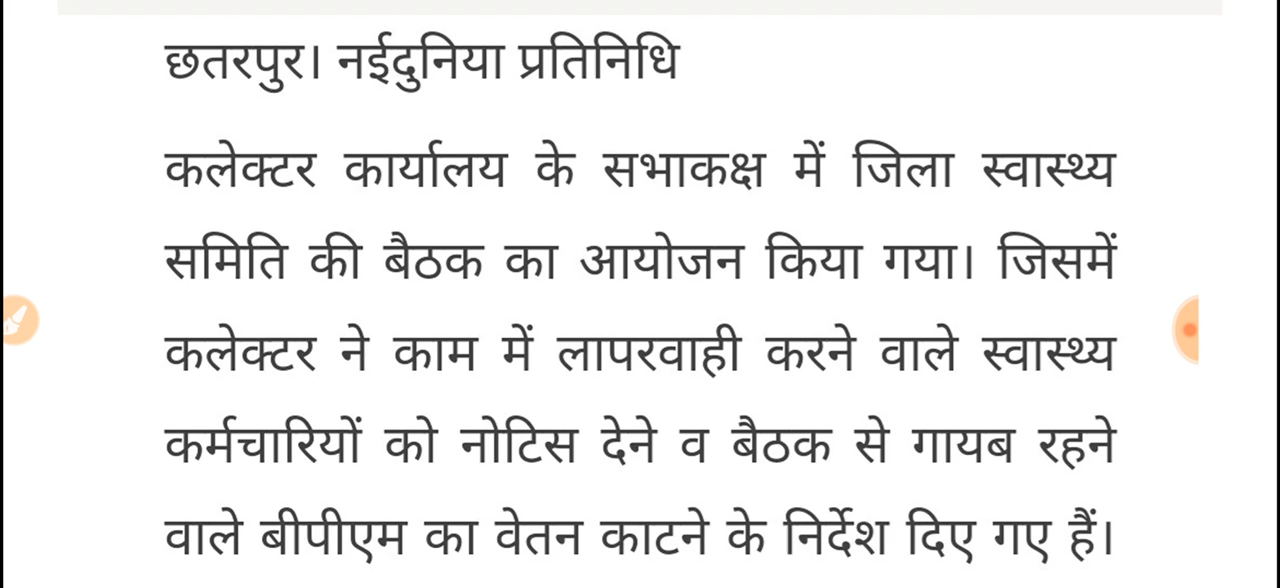 छतरपुर। नईदुनिया प्रतिनिधि
कलेक्टर कार्यालय के सभाकक्ष में जिला स्वास्थ्य
समिति की बैठक का आयोजन किया गया। जिसमें
कलेक्टर ने काम में लापरवाही करने वाले स्वास्थ्य
कर्मचारियों को नोटिस देने व बैठक से गायब रहने
वाले बीपीएम का वेतन काटने के निर्देश दिए गए हैं।